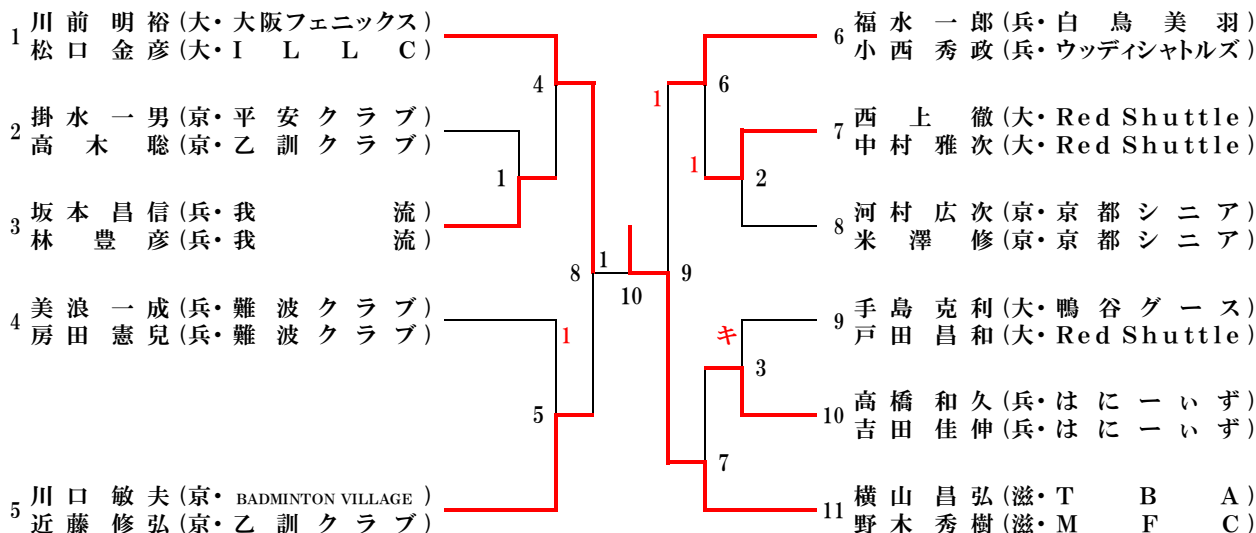 1
川前明裕(大・大阪フェニックス)
松口金彦(大・ILLC)
2
掛水一男(京・平安クラブ)
高木聡(京・乙訓クラブ)
3
坂本昌信(兵・我流)
林豊彦(兵・我流)
4
美浪一成(兵・難波クラブ)
房田憲兒(兵・難波クラブ)
5
川口敏夫(京・BADMINTON VILLAGE)
近藤修弘(京・乙訓クラブ)
4
1
8
1
1
5
10
1
6
1
2
9
キ
3
7
6
福水一郎(兵・白鳥美羽)
小西秀政(兵・ウッディシャトルズ)
7
西上徹(大・Red Shuttle)
中村雅次(大・Red Shuttle)
8
河村広次(京・京都シニア)
米澤修(京・京都シニア)
9
手島克利(大・鴨谷グース)
戸田昌和(大・Red Shuttle)
10
高橋和久(兵・はにーぃず)
吉田佳伸(兵・はにーぃず)
11
横山昌弘(滋・TBA)
野木秀樹(滋・MFC)